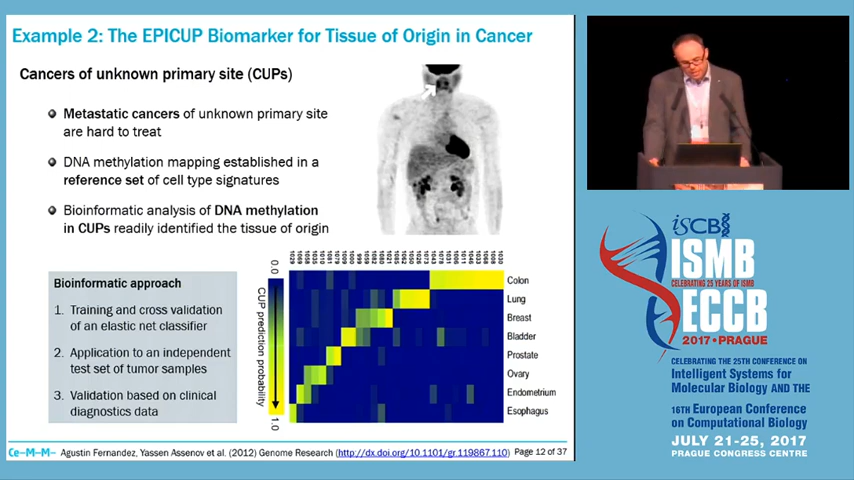 Example 2: The EPICUP Biomarker for Tissue of Origin in Cancer
Cancers of unknown primary site (CUPs)
Metastatic cancers of unknown primary site
are hard to treat
DNA methylation mapping established in a
reference set of cell type signatures
Bioinformatic analysis of DNA methylation
in CUPs readily identified the tissue of origin
Bioinformatic approach
1. Training and cross validation
of an elastic net classifier
2. Application to an independent
test set of tumor samples
3. Validation based on clinical
diagnostics data
0.0
CUP prediction probability
1.0
Colon
Lung
Breast
Bladder
Prostate
Ovary
Endometrium
Esophagus
Ce-M-M- Agustin Fernandez, Yassen Assenov et al. (2012) Genome Research (http://dx.doi.org/10.1101/gr.119867.110) Page 12 of 37
iSCB
ISMB
CELEBRATING 25 YEARS OF ISMB
ECCB
2017 • PRAGUE
CELEBRATING THE 25TH CONFERENCE ON
Intelligent Systems for
Molecular Biology AND THE
16TH European Conference
on Computational Biology
JULY 21-25, 2017
PRAGUE CONGRESS CENTRE